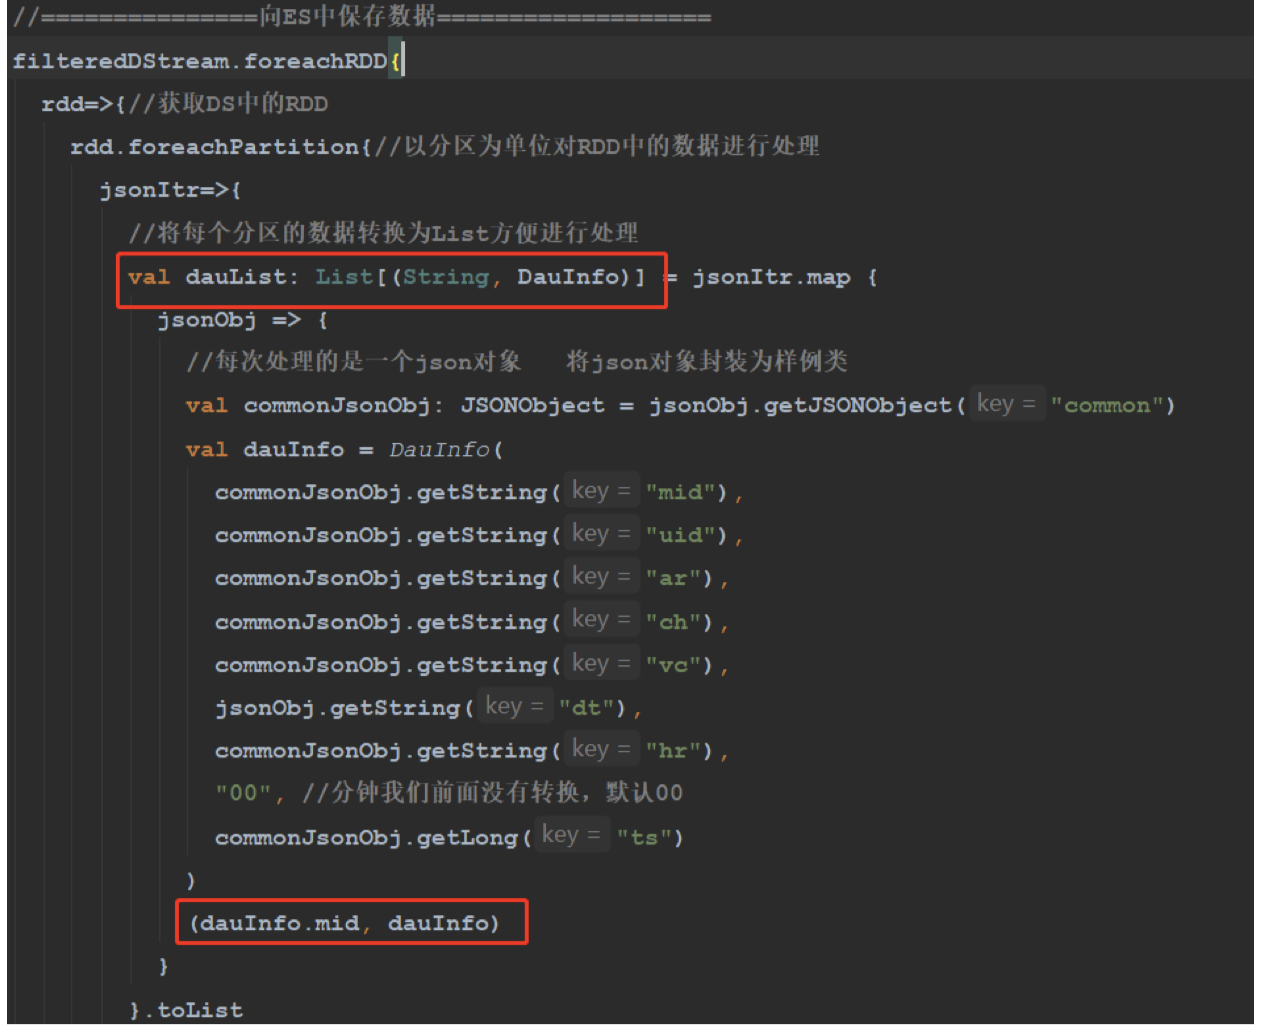 //===============向ES中保存数据===================
filteredDStream.foreachRDD{
rdd=>{//获取DS中的RDD
rdd.foreachPartition{//以分区为单位对RDD中的数据进行处理
jsonItr=>{
//将每个分区的数据转换为List方便进行处理
val dauList: List[(String, DauInfo)] = jsonItr.map {
jsonObj => {
//每次处理的是一个json对象   将json对象封装为样例类
val commonJsonObj: JSONObject = jsonObj.getJSONObject( key = "common")
val dauInfo = DauInfo(
commonJsonObj.getString( key = "mid"),
commonJsonObj.getString( key = "uid"),
commonJsonObj.getString( key = "ar"),
commonJsonObj.getString( key = "ch"),
commonJsonObj.getString( key = "vc"),
jsonObj.getString( key = "dt"),
commonJsonObj.getString( key = "hr"),
"00", //分钟我们前面没有转换，默认00
commonJsonObj.getLong( key = "ts")
)
(dauInfo.mid, dauInfo)
}
}.toList